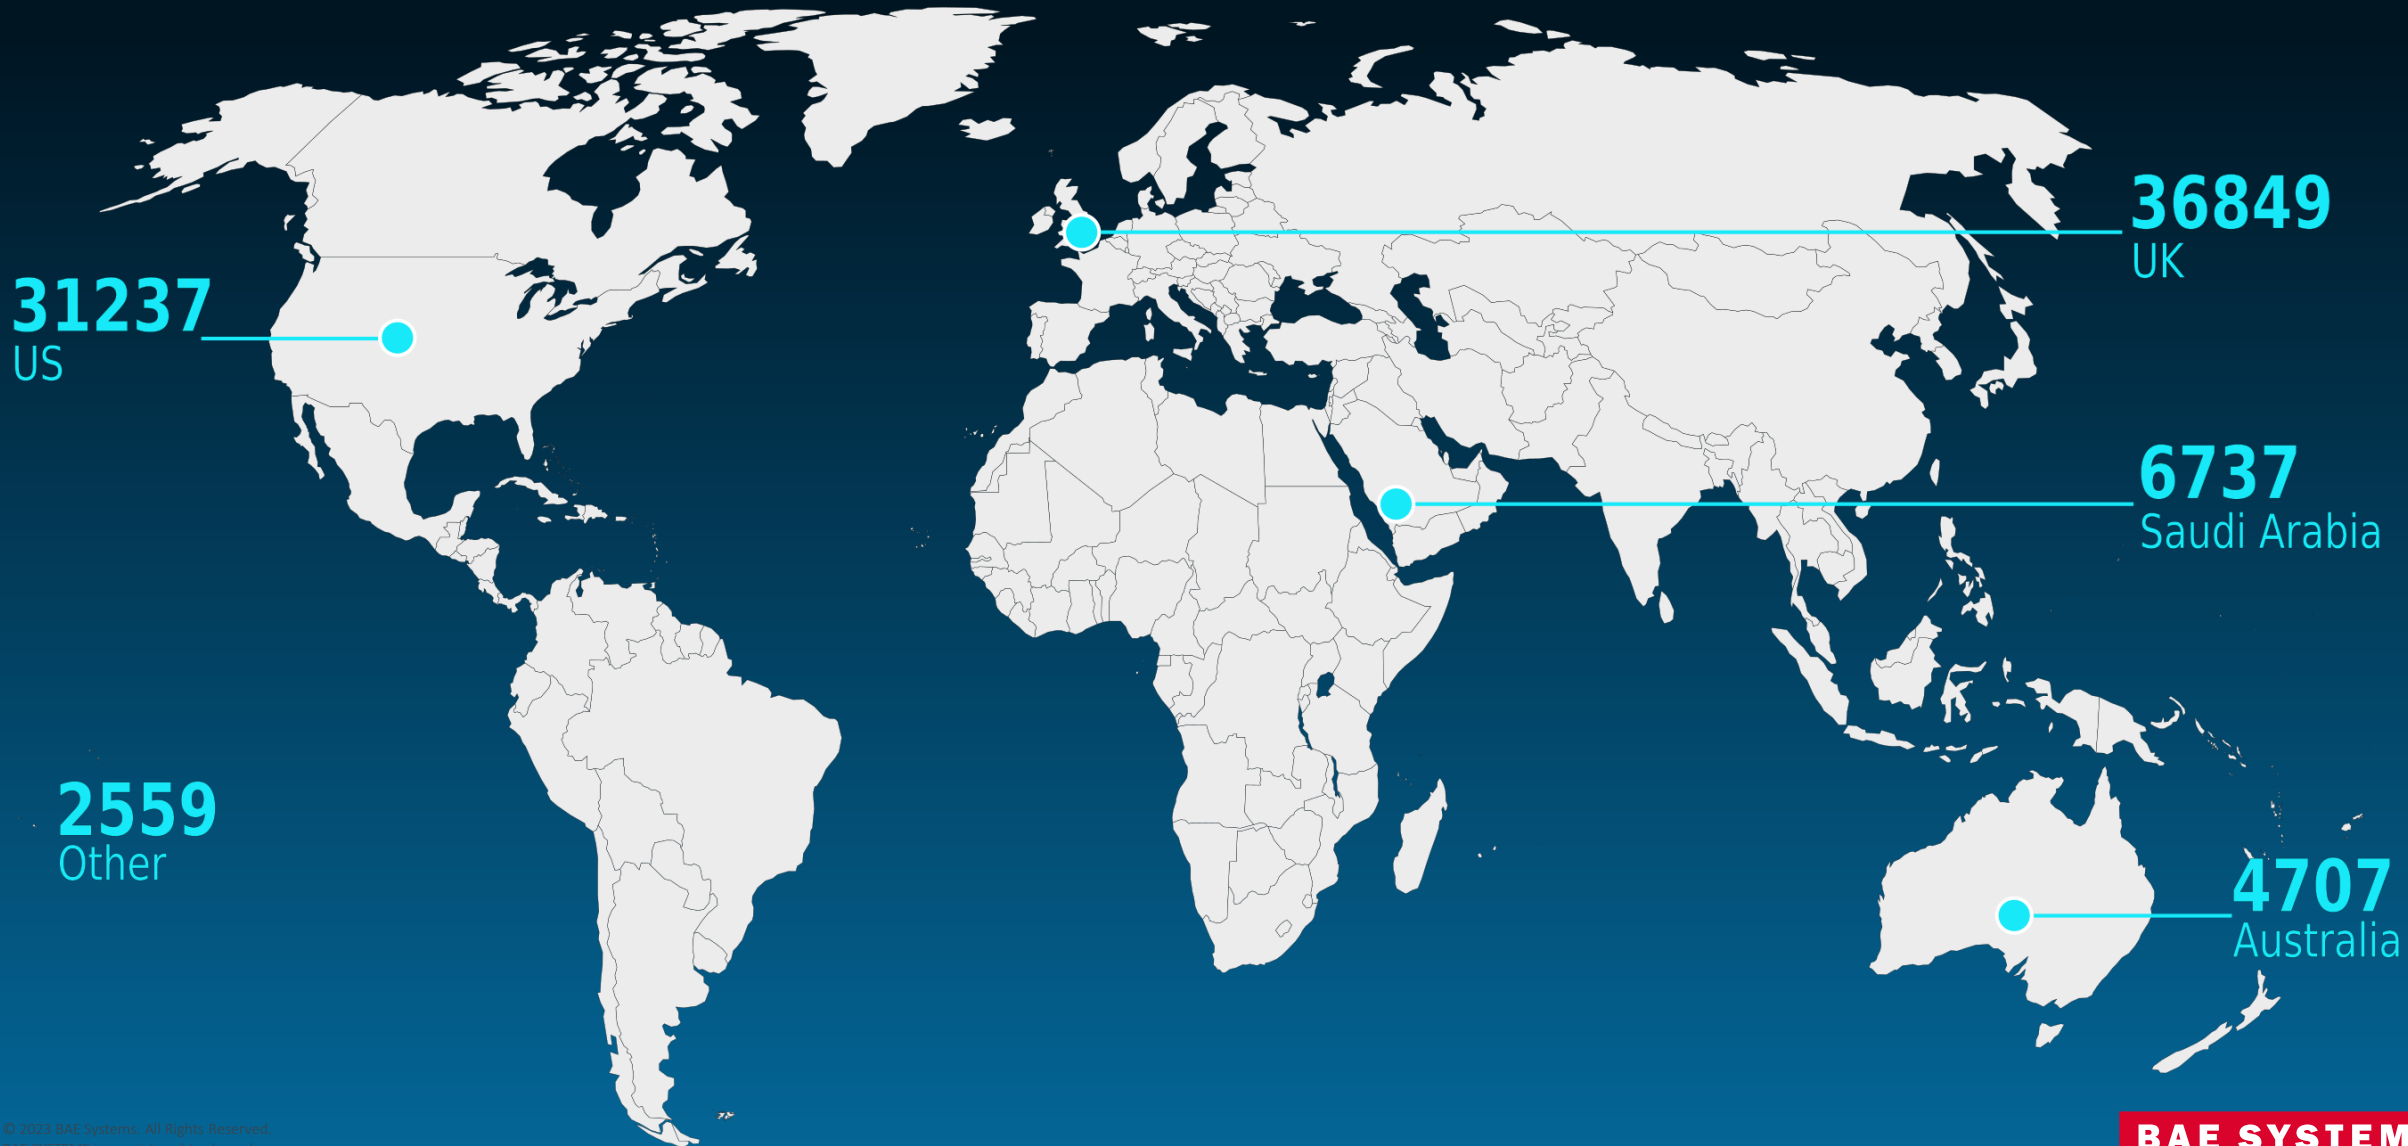 36849
UK
31237
US
6737
Saudi Arabia
2559
Other
4707
Australia
© 2023 BAE Systems. All Rights Reserved.
BAE SYSTEM